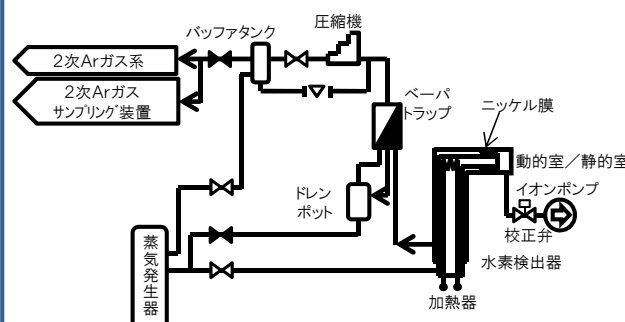 圧縮機
バッファタンク
2次Arガス系
2次Arガス
サンプリング装置
ベーパ
トラップ
ニッケル膜
動的室／静的室
イオンポンプ
ドレン
ポット
校正弁
水素検出器
蒸気発生器
加熱器